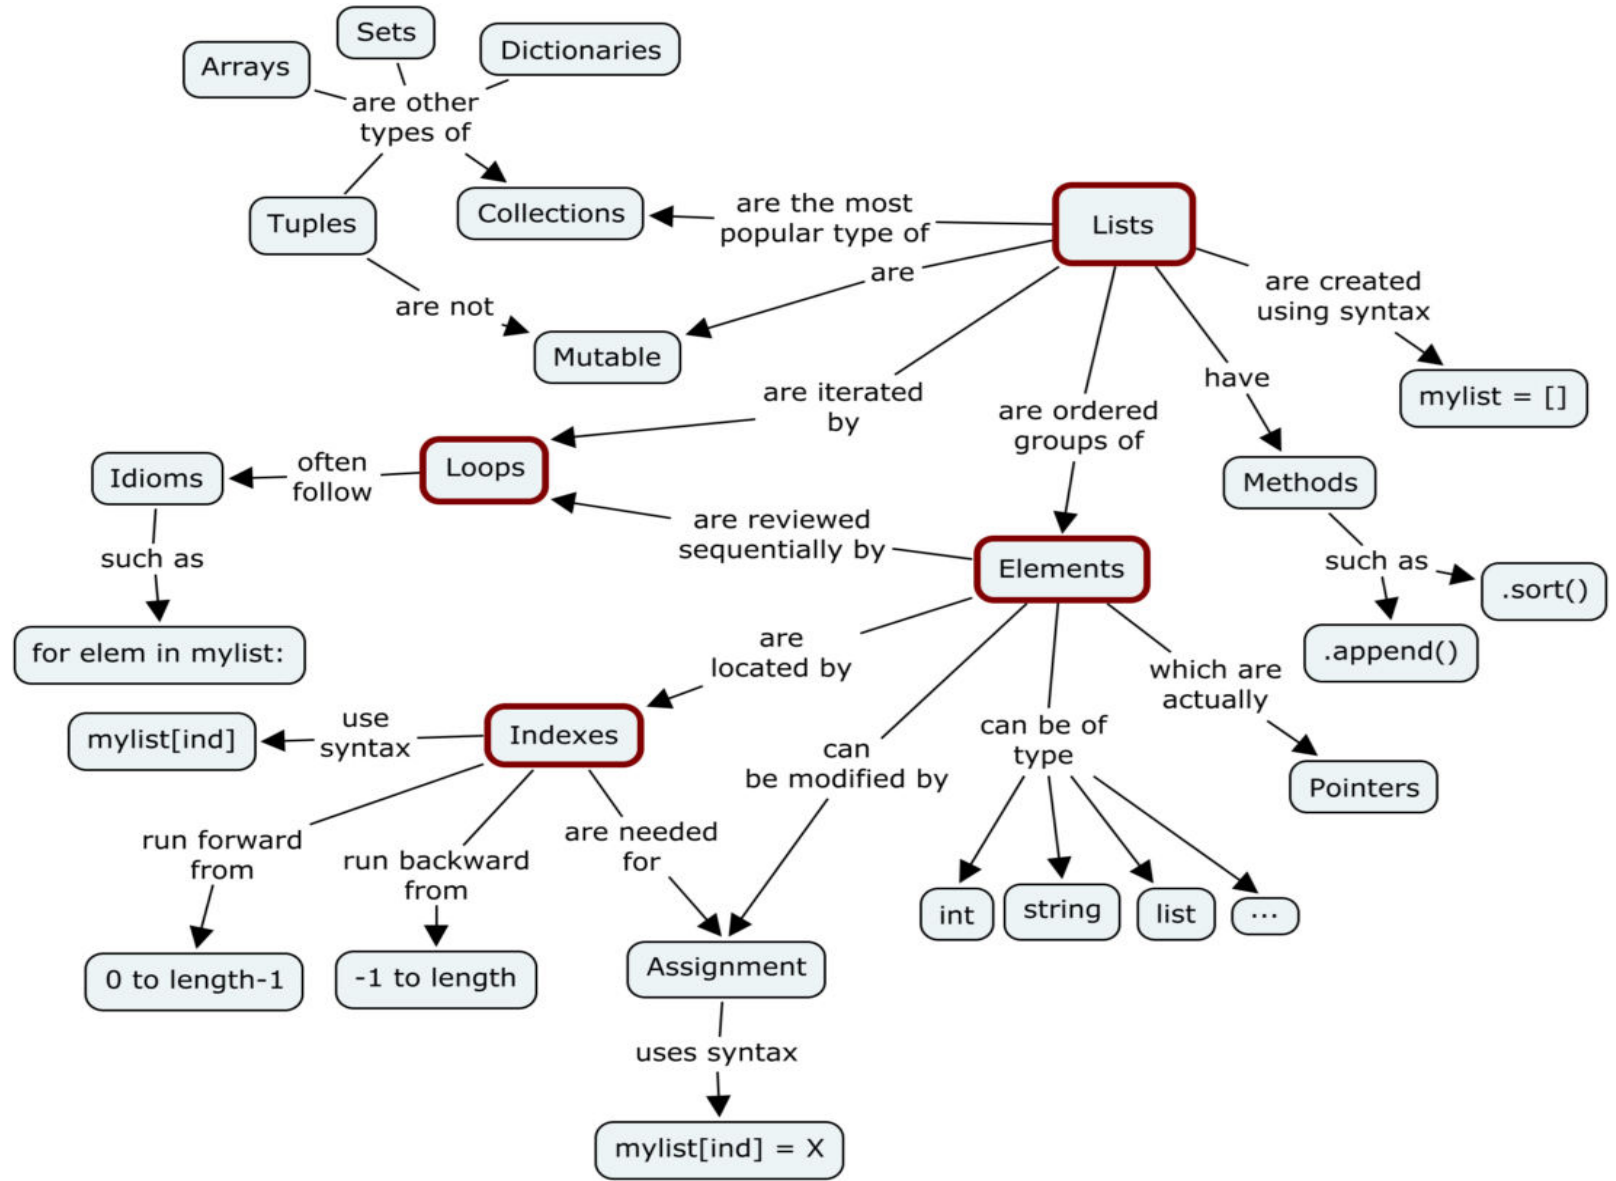 Sets
Dictionaries
Arrays
are other
types of
Tuples
Collections
are the most
popular type of
Lists
are
are not
Mutable
are created
using syntax
mylist = []
have
are iterated
by
are ordered
groups of
Loops
often
follow
Idioms
Methods
such as
are reviewed
sequentially by
Elements
such as
.sort()
.append()
for elem in mylist:
are
located by
which are
actually
mylist[ind]
use
syntax
Indexes
can
be modified by
can be of
type
Pointers
run forward
from
run backward
from
are needed
for
int
string
list
...
0 to length-1
-1 to length
Assignment
uses syntax
mylist[ind] = X